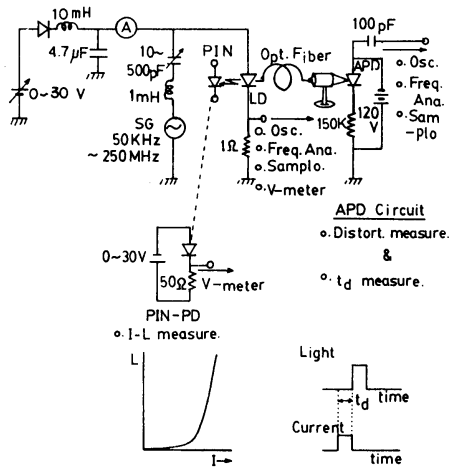 10mH
A
4.7μF
0~30 V
10~
500pF
1mH
SG
50KHz
~250MHz
PIN
Opt. Fiber
LD
1Ω
Osc.
Freq. Ana.
Samplo.
V-meter
100 pF
APD
150K
120
V
Osc.
Freq.
Ana.
Sam
-plo
0~30V
50Ω
V-meter
PIN-PD
I-L measure.
APD Circuit
Distort. measure.
&
td measure.
L
I→
Light
time
td
Current
time